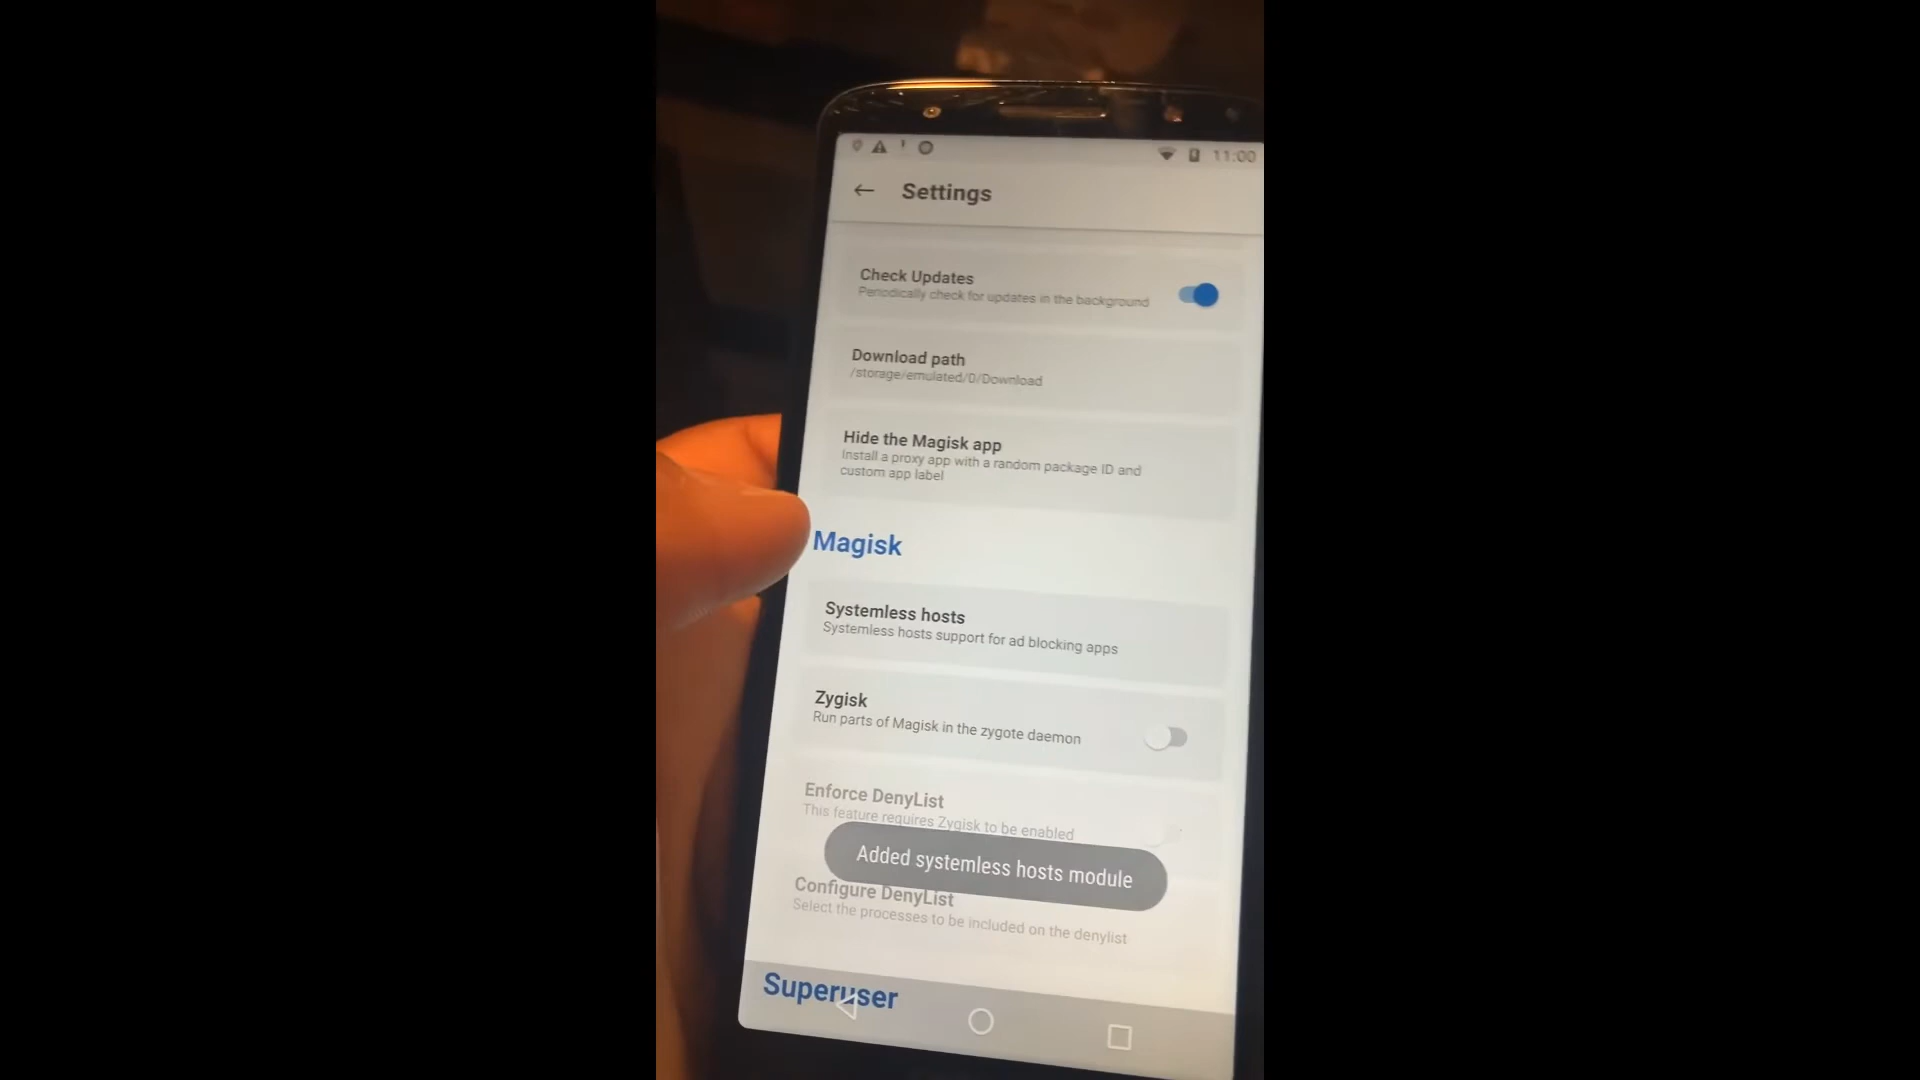 11:00
Settings
Check Updates
Periodically check for updates in the background
Download path
/storage/emulated/0/Download
Hide the Magisk app
Install a proxy app with a random package ID and
custom app label
Magisk
Systemless hosts
Systemless hosts support for ad blocking apps
Zygisk
Run parts of Magisk in the zygote daemon
Enforce DenyList
This feature requires Zygisk to be enabled
Added systemless hosts module
Configure DenyList
Select the processes to be included on the denylist
Superuser